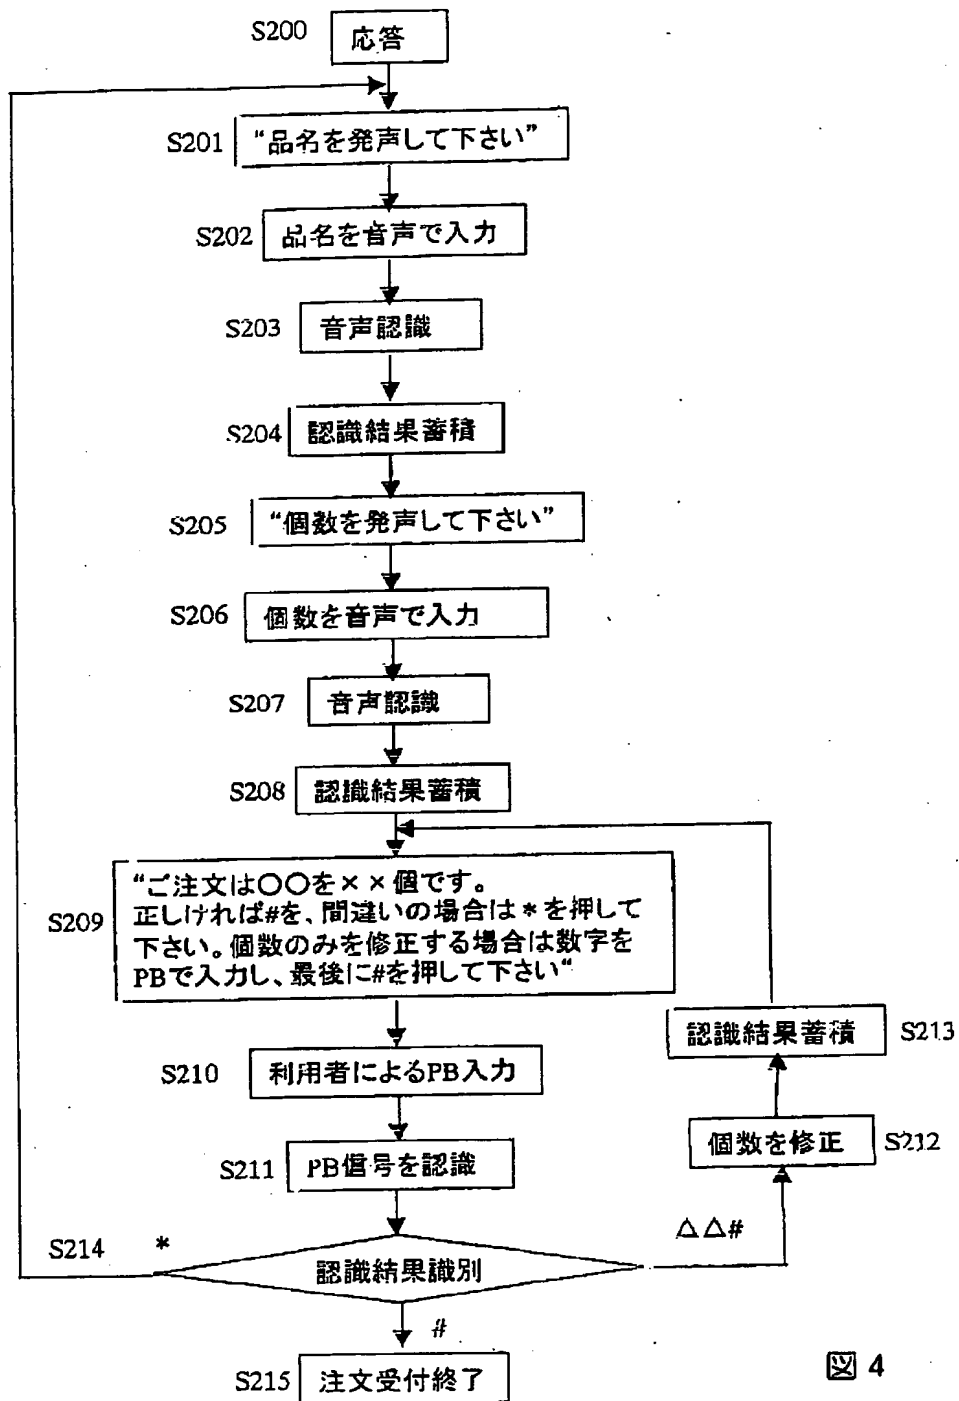 S200 応答
S201 “品名を発声して下さい”
S202 品名を音声で入力
S203 音声認識
S204 認識結果蓄積
S205 “個数を発声して下さい”
S206 個数を音声で入力
S207 音声認識
S208 認識結果蓄積
S209 “ご注文は〇〇を××個です。
正しければ#を、間違いの場合は*を押して
下さい。個数のみを修正する場合は数字を
PBで入力し、最後に#を押して下さい“
認識結果蓄積 S213
S210 利用者によるPB入力
個数を修正 S212
S211 PB信号を認識
S214 *
△△#
認識結果識別
#
S215 注文受付終了
図 4